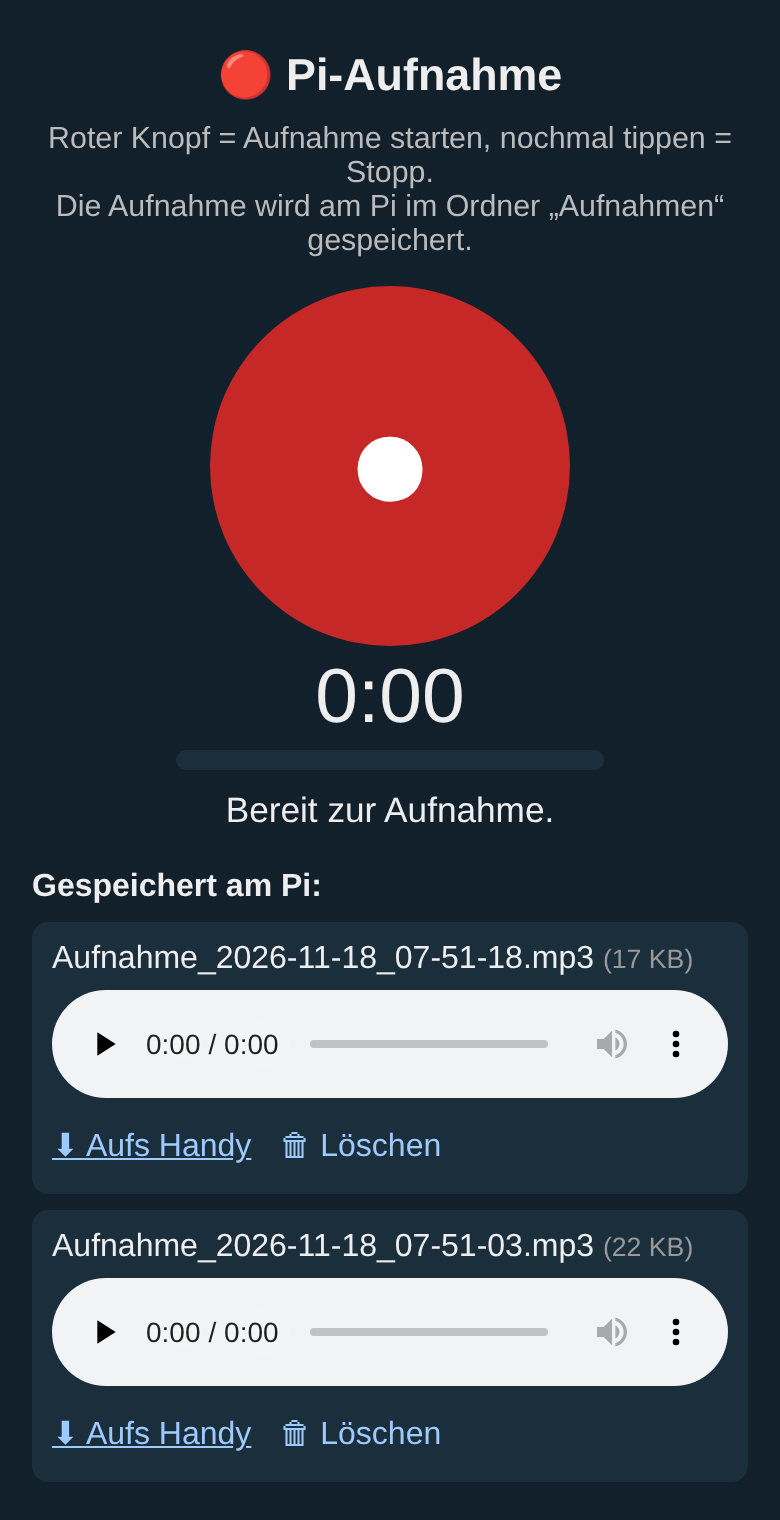 🔴 Pi-Aufnahme
Roter Knopf = Aufnahme starten, nochmal tippen =
Stopp.
Die Aufnahme wird am Pi im Ordner „Aufnahmen“
gespeichert.
0:00
Bereit zur Aufnahme.
Gespeichert am Pi:
Aufnahme_2026-11-18_07-51-18.mp3 (17 KB)
0:00 / 0:00
⬇ Aufs Handy 🗑 Löschen
Aufnahme_2026-11-18_07-51-03.mp3 (22 KB)
0:00 / 0:00
⬇ Aufs Handy 🗑 Löschen